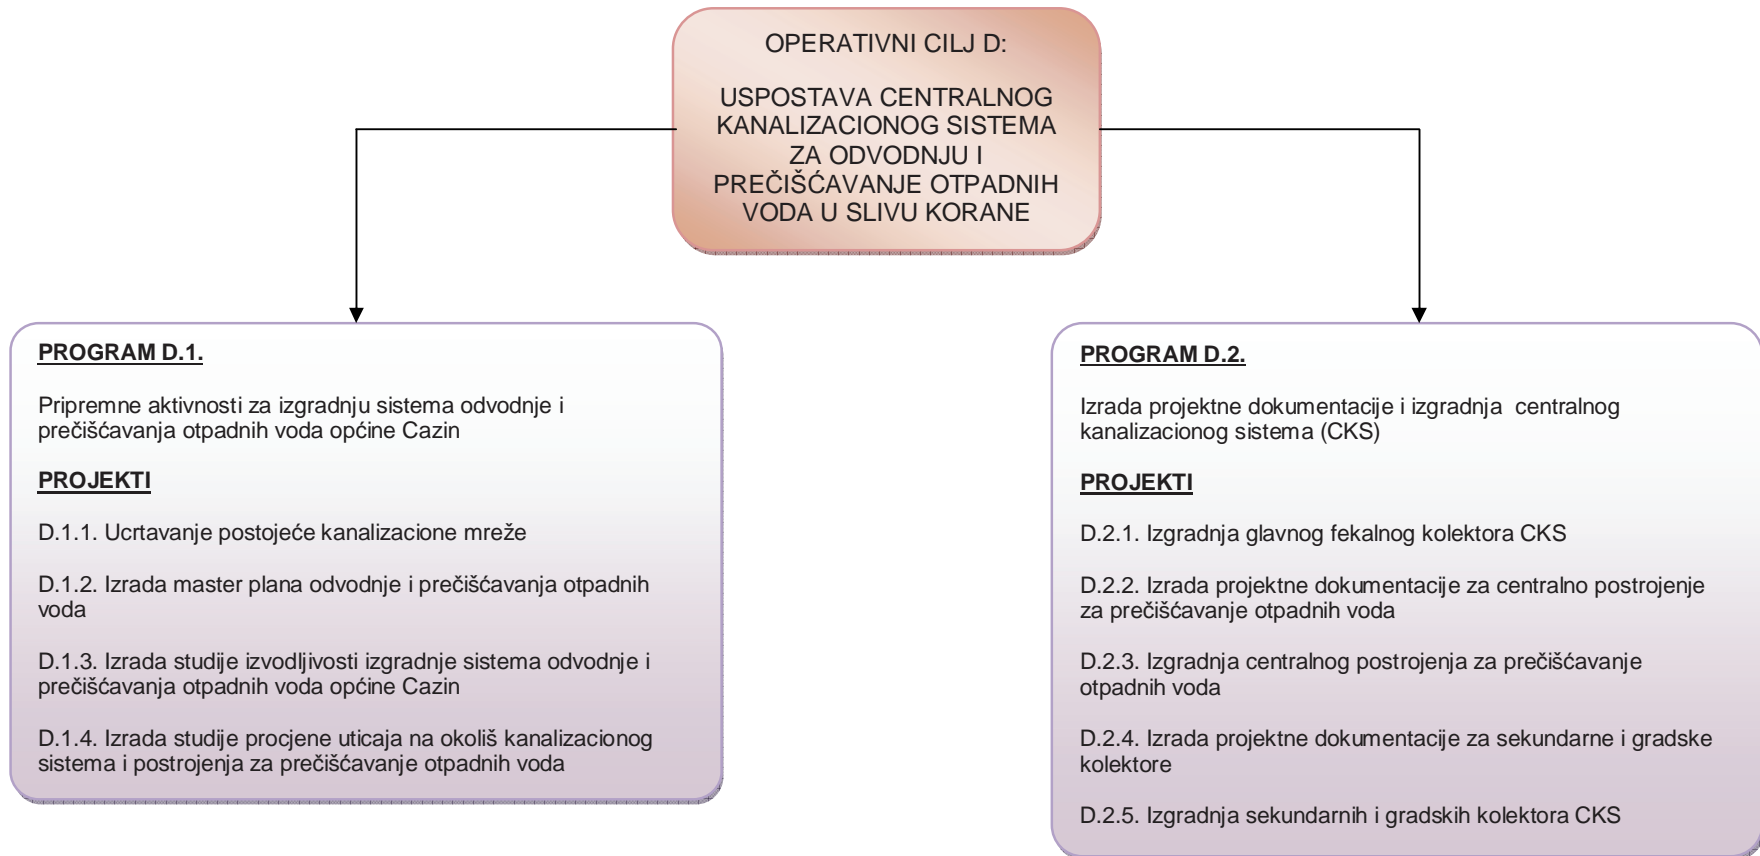 OPERATIVNI CILJ D:
USPOSTAVA CENTRALNOG
KANALIZACIONOG SISTEMA
ZA ODVODNJU I
PREČIŠĆAVANJE OTPADNIH
VODA U SLIVU KORANE
PROGRAM D.1.
Pripremne aktivnosti za izgradnju sistema odvodnje i
prečišćavanja otpadnih voda općine Cazin
PROJEKTI
D.1.1. Ucrtavanje postojeće kanalizacione mreže
D.1.2. Izrada master plana odvodnje i prečišćavanja otpadnih
voda
D.1.3. Izrada studije izvodljivosti izgradnje sistema odvodnje i
prečišćavanja otpadnih voda općine Cazin
D.1.4. Izrada studije procjene uticaja na okoliš kanalizacionog
sistema i postrojenja za prečišćavanje otpadnih voda
PROGRAM D.2.
Izrada projektne dokumentacije i izgradnja centralnog
kanalizacionog sistema (CKS)
PROJEKTI
D.2.1. Izgradnja glavnog fekalnog kolektora CKS
D.2.2. Izrada projektne dokumentacije za centralno postrojenje
za prečišćavanje otpadnih voda
D.2.3. Izgradnja centralnog postrojenja za prečišćavanje
otpadnih voda
D.2.4. Izrada projektne dokumentacije za sekundarne i gradske
kolektore
D.2.5. Izgradnja sekundarnih i gradskih kolektora CKS